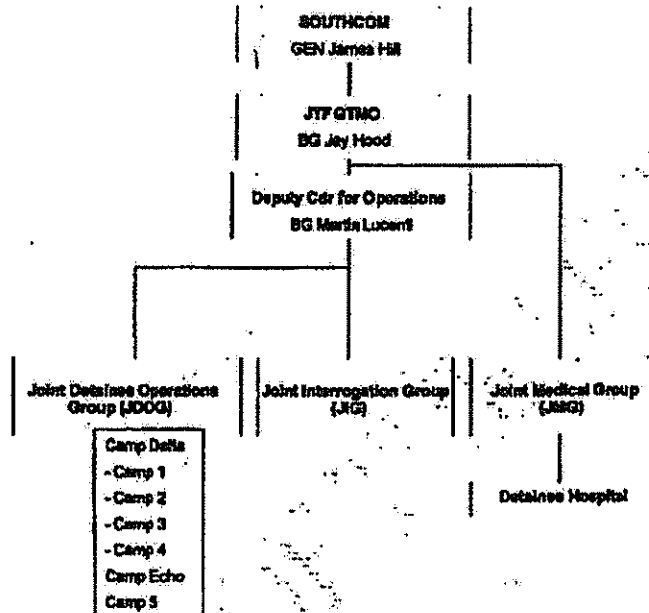 SOUTHCOM
GEN James Hill
JTF GTMO
BG Jay Hood
Deputy Cdr for Operations
BG Martin Lucenti
Joint Detainee Operations
Group (JDOG)
Joint Interrogation Group
(JIG)
Joint Medical Group
(JMG)
Camp Delta
- Camp 1
- Camp 2
- Camp 3
- Camp 4
Camp Echo
Camp 5
Detainee Hospital